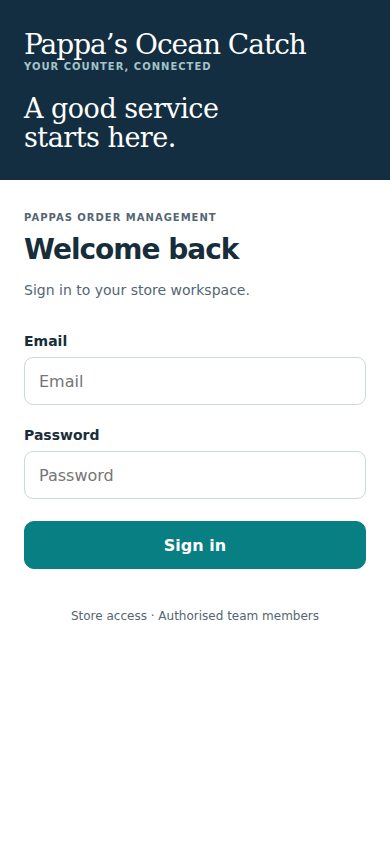 Pappa’s Ocean Catch
YOUR COUNTER, CONNECTED
A good service
starts here.
PAPPAS ORDER MANAGEMENT
Welcome back
Sign in to your store workspace.
Email
Email
Password
Password
Sign in
Store access · Authorised team members